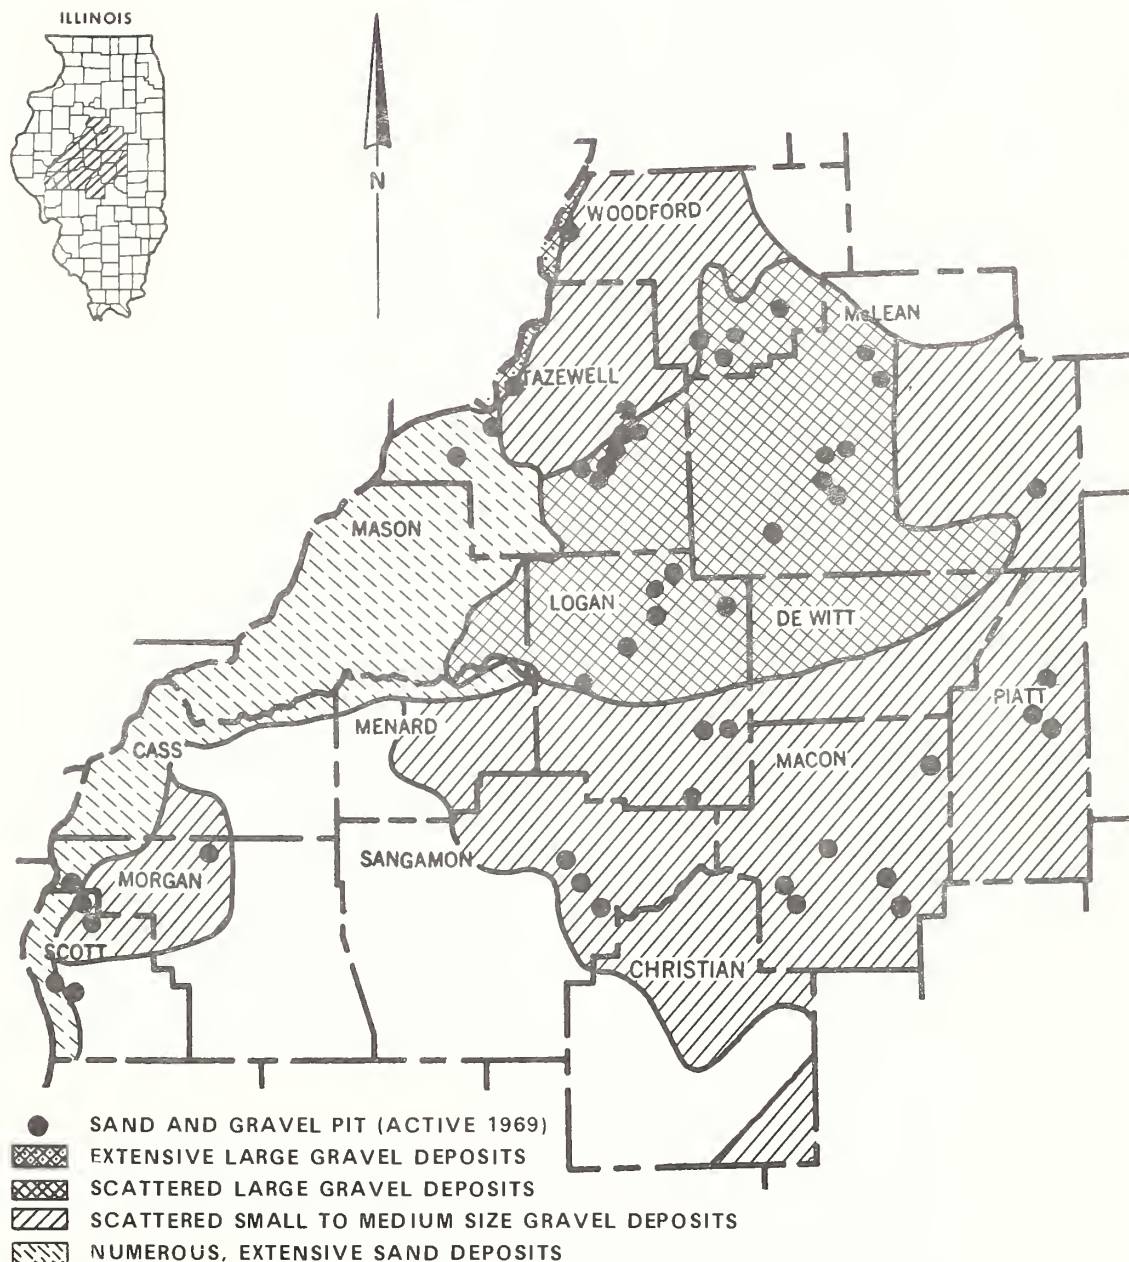 ILLINOIS
N
WOODFORD
McLEAN
TAZEWELL
MASON
LOGAN
DE WITT
PIATT
MENARD
CASS
MACON
SANGAMON
MORGAN
SCOTT
CHRISTIAN
SAND AND GRAVEL PIT (ACTIVE 1969)
EXTENSIVE LARGE GRAVEL DEPOSITS
SCATTERED LARGE GRAVEL DEPOSITS
SCATTERED SMALL TO MEDIUM SIZE GRAVEL DEPOSITS
NUMEROUS, EXTENSIVE SAND DEPOSITS